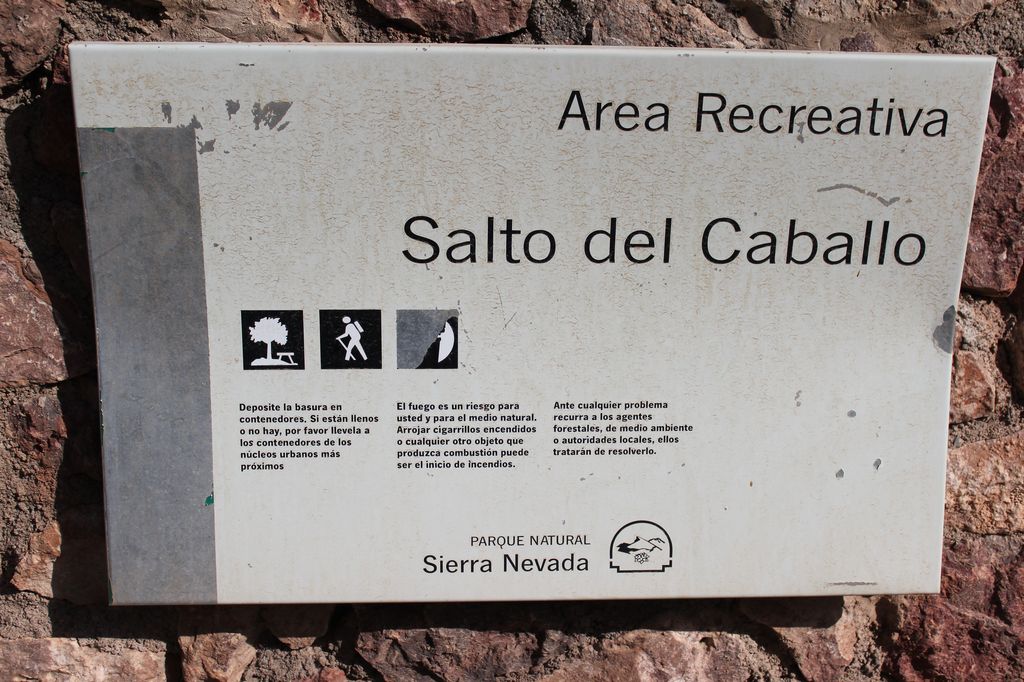 Area Recreativa
Salto del Caballo
Deposite la basura en
contenedores. Si están llenos
o no hay, por favor llevela a
los contenedores de los
núcleos urbanos más
próximos
El fuego es un riesgo para
usted y para el medio natural.
Arrojar cigarrillos encendidos
o cualquier otro objeto que
produzca combustión puede
ser el inicio de incendios.
Ante cualquier problema
recurra a los agentes
forestales, de medio ambiente
o autoridades locales, ellos
tratarán de resolverlo.
PARQUE NATURAL
Sierra Nevada